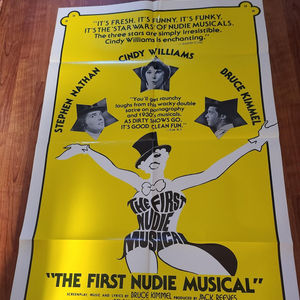 "IT'S FRESH, IT'S FUNNY, IT'S FUNKY.
IT'S THE 'STAR WARS' OF NUDIE MUSICALS.
The three stars are simply irresistible.
Cindy Williams is enchanting."
CINDY WILLIAMS
STEPHEN NATHAN
BRUCE KIMMEL
"You'll get raunchy
laughs from this wacky double
satire on pornography
and 1930's musicals.
AS DIRTY SHOWS GO,
IT'S GOOD CLEAN FUN."
THE FIRST
NUDIE
MUSICAL
"THE FIRST NUDIE MUSICAL"
SCREENPLAY, MUSIC AND LYRICS BY BRUCE KIMMEL PRODUCED BY JACK REEVES